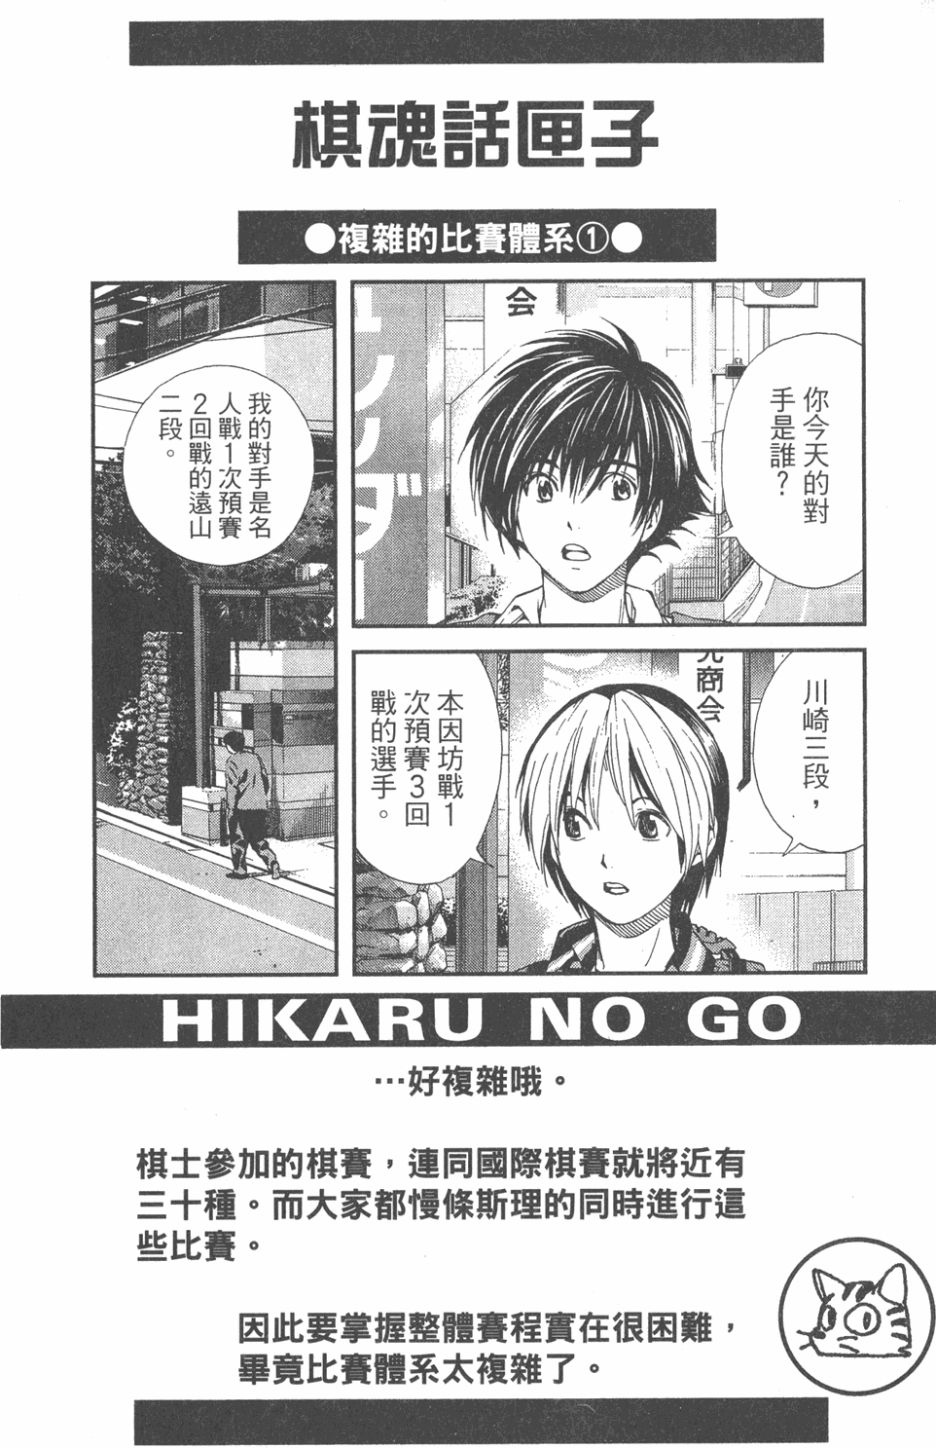 棋魂話匣子
●複雜的比賽體系①●
会
你今天的對
手是誰?
ンダ
川崎三段,
本因坊戰1
次預賽3回
戰的選手。
商会
我的對手是名
人戰1次預賽
2回戰的遠山
二段。
HIKARU NO GO
…好複雜哦。
棋士參加的棋賽,連同國際棋賽就將近有
三十種。而大家都慢條斯理的同時進行這
些比賽。
因此要掌握整體賽程實在很困難,
畢竟比賽體系太複雜了。